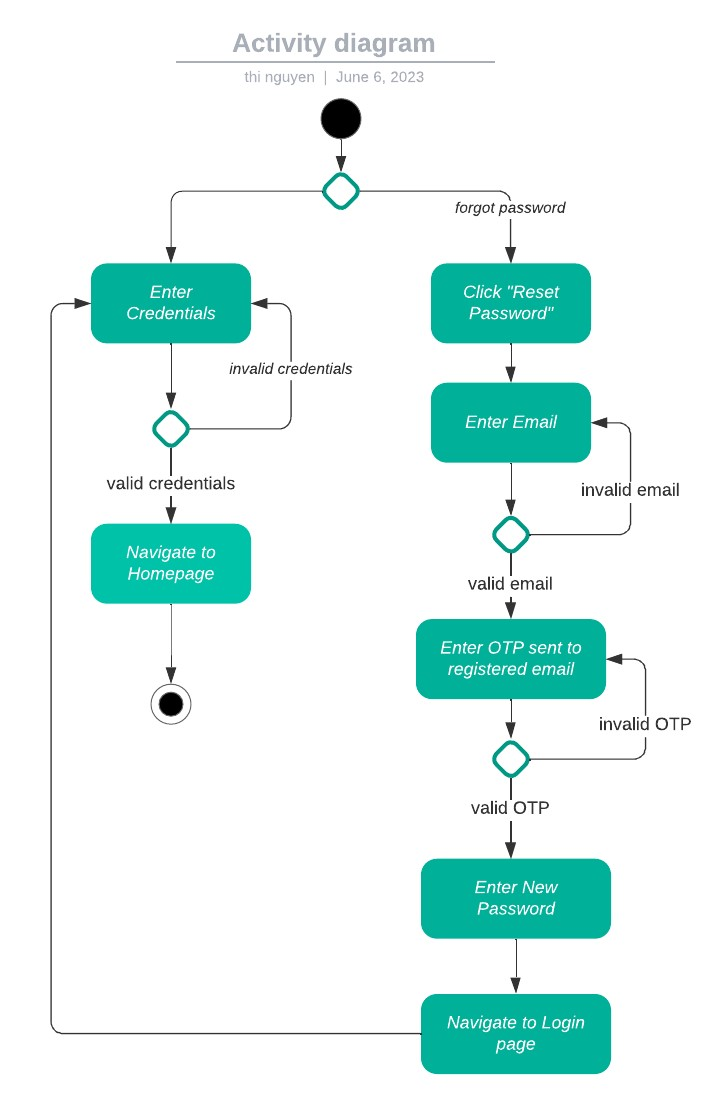 Activity diagram
thi nguyen | June 6, 2023
forgot password
Enter
Credentials
Click "Reset
Password"
invalid credentials
Enter Email
valid credentials
invalid email
Navigate to
Homepage
valid email
Enter OTP sent to
registered email
invalid OTP
valid OTP
Enter New
Password
Navigate to Login
page